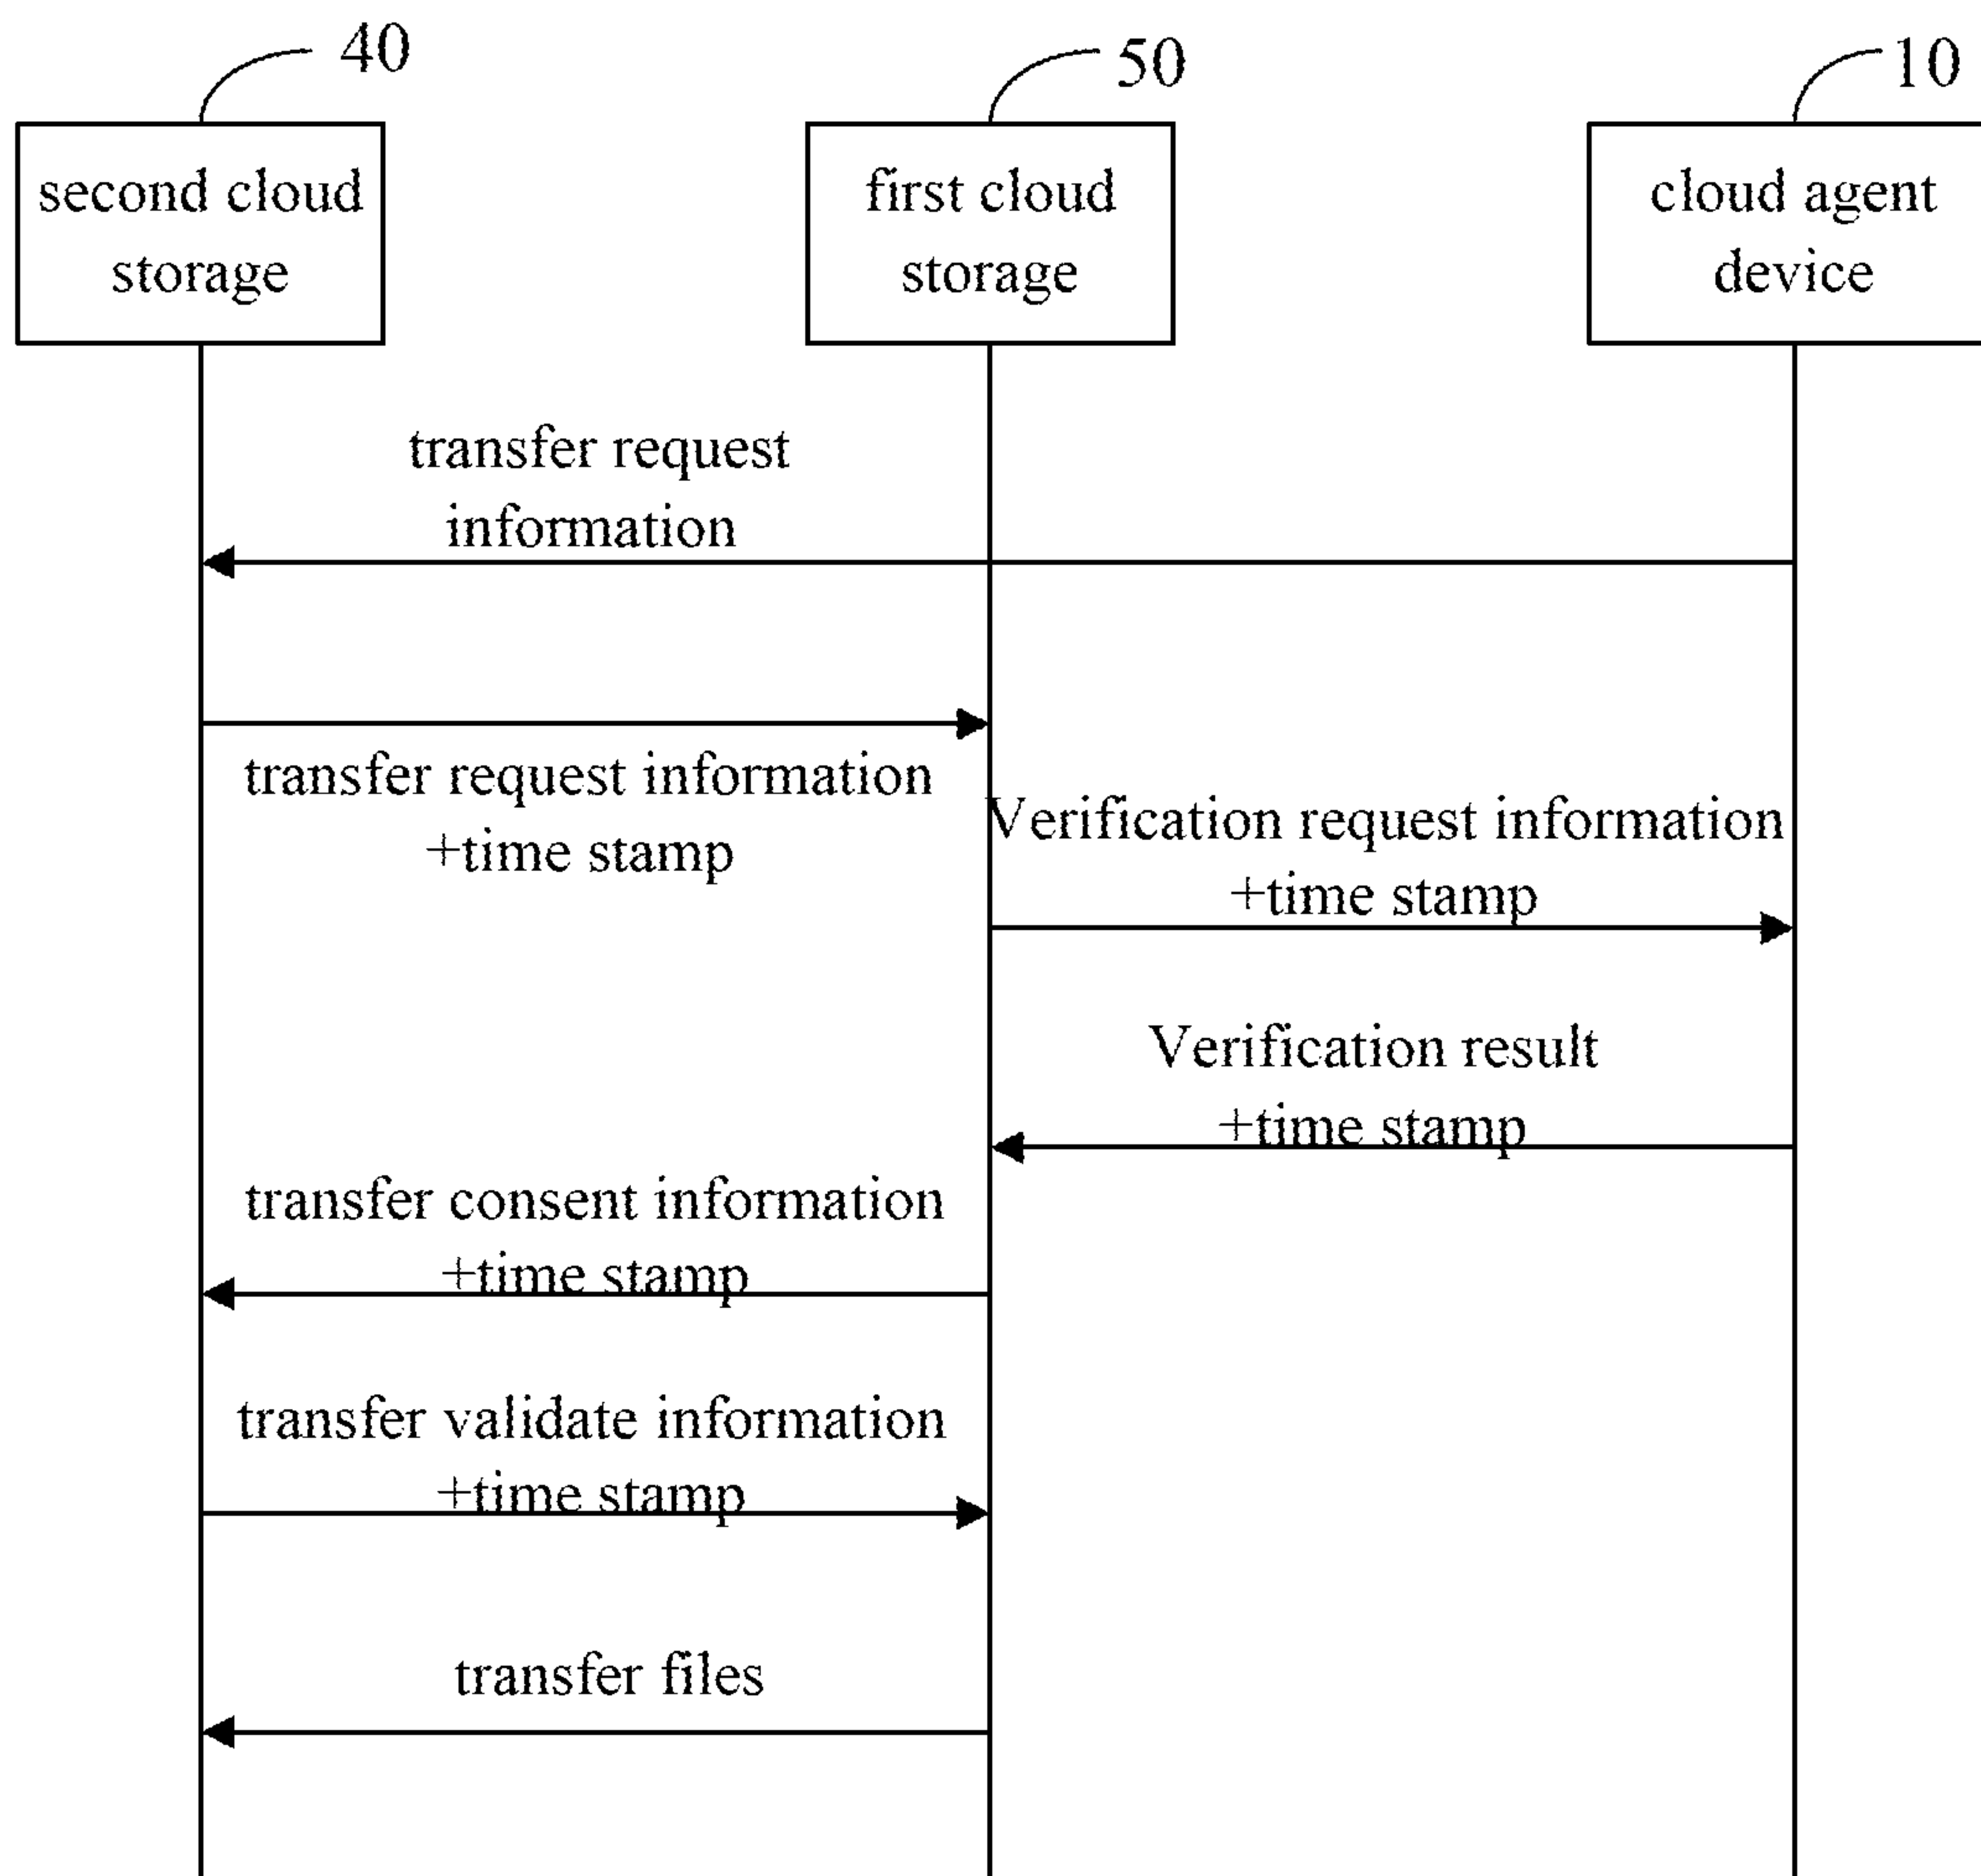 40
50
10
second cloud
storage
first cloud
storage
cloud agent
device
transfer request
information
transfer request information
+time stamp
Verification request information
+time stamp
Verification result
+time stamp
transfer consent information
+time stamp
transfer validate information
+time stamp
transfer files